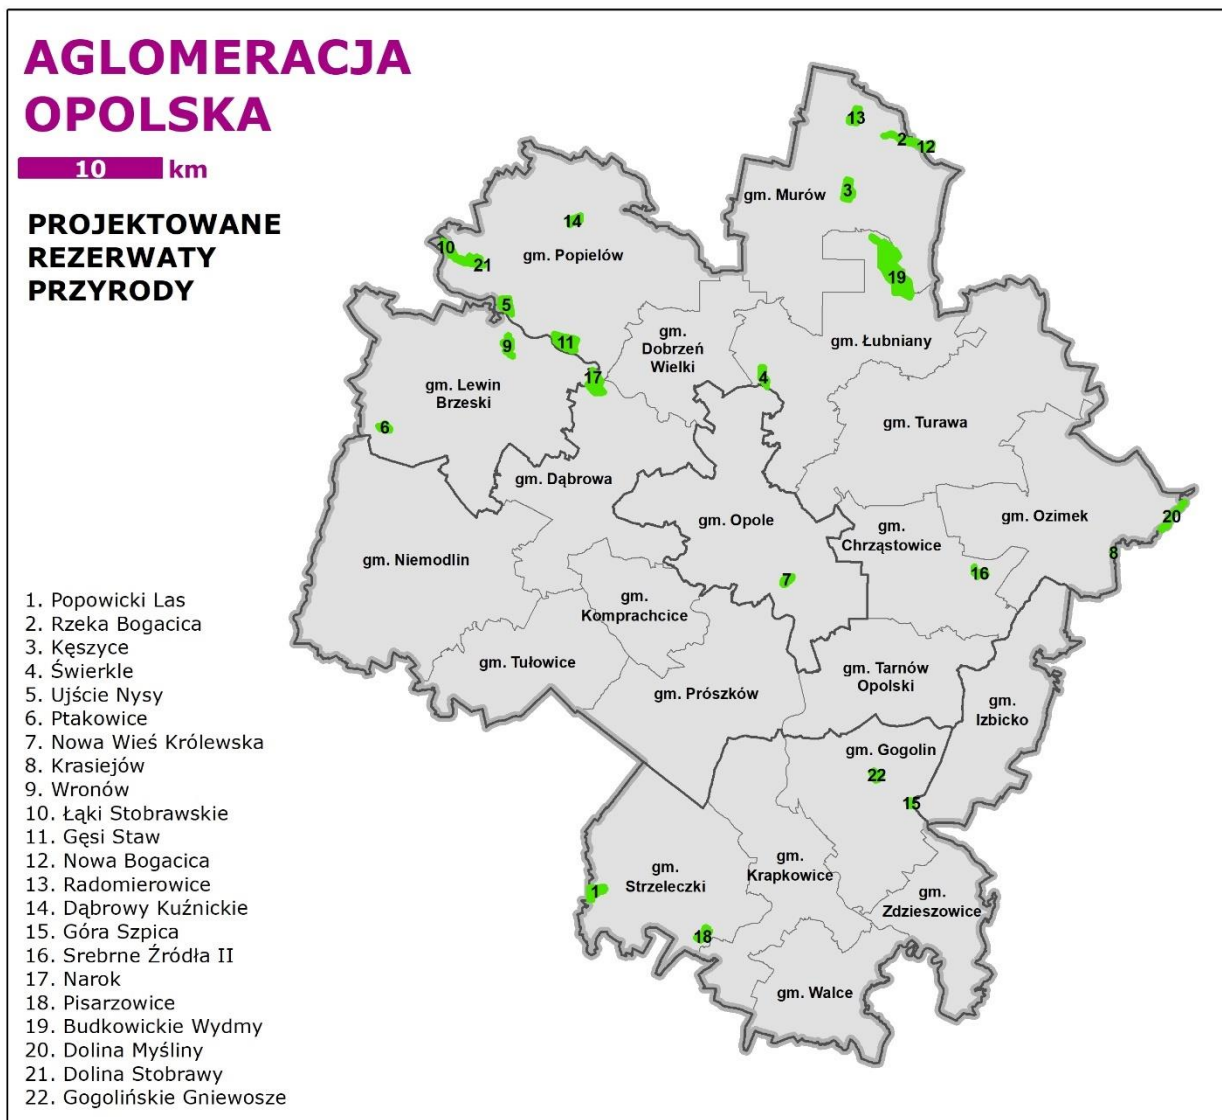 AGLOMERACJA
OPOLSKA
10 km
PROJEKTOWANE
REZERWATY
PRZYRODY
13
2
12
gm. Murów
3
14
10
21
gm. Popielów
19
5
9
11
gm.
Dobrzeń
Wielki
gm. Łubniany
17
4
gm. Lewin
Brzeski
6
gm. Turawa
gm. Dąbrowa
gm. Opole
gm.
Chrząstowice
gm. Ozimek
20
8
gm. Niemodlin
7
16
gm.
Komprachcice
gm. Tułowice
gm. Prószków
gm. Tarnów
Opolski
gm.
Izbicko
gm. Gogolin
22
15
gm.
Strzeleczki
1
gm.
Krapkowice
gm.
Zdzieszowice
18
gm. Walce
1. Popowicki Las
2. Rzeka Bogacica
3. Kęszyce
4. Świerkle
5. Ujście Nysy
6. Ptakowice
7. Nowa Wieś Królewska
8. Krasiejów
9. Wronów
10. Łąki Stobrawskie
11. Gęsi Staw
12. Nowa Bogacica
13. Radomierowice
14. Dąbrowy Kuźnickie
15. Góra Szpica
16. Srebrne Źródła II
17. Narok
18. Pisarzowice
19. Budkowickie Wydmy
20. Dolina Myśliny
21. Dolina Stobrawy
22. Gogolińskie Gniewosze